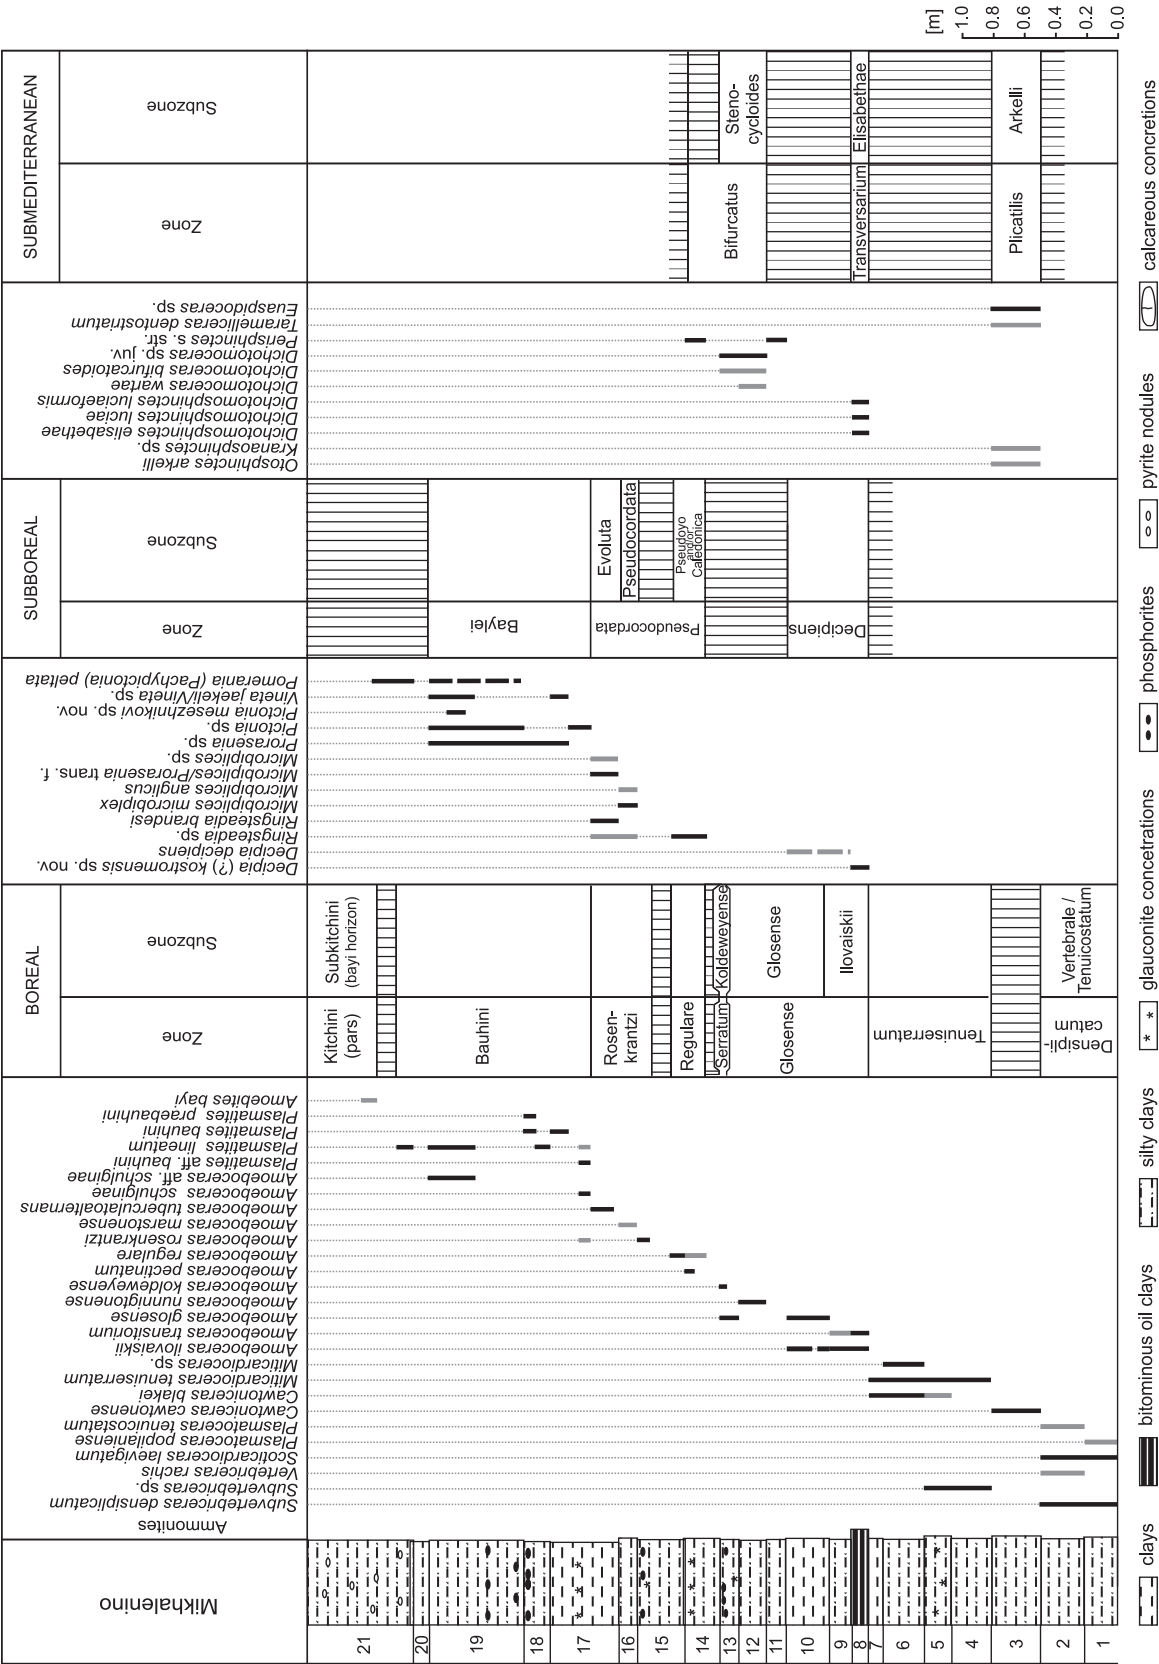 Mikhalenino
Ammonites
Subvertebriceras densiplicatum
Subvertebriceras sp.
Vertebriceras rachis
Scoticardioceras laevigatum
Plasmatoceras popilaniense
Plasmatoceras tenuicostatum
Cawtoniceras cawtonense
Cawtoniceras blakei
Miticardioceras tenuiserratum
Miticardioceras sp.
Amoeboceras ilovaiskii
Amoeboceras transitorium
Amoeboceras glosense
Amoeboceras nunnigtonense
Amoeboceras koldeweyense
Amoeboceras pectinatum
Amoeboceras regulare
Amoeboceras rosenkrantzi
Amoeboceras marstonense
Amoeboceras tuberculatoalternans
Amoeboceras schulginae
Amoeboceras aff. schulginae
Plasmatites aff. bauhini
Plasmatites lineatum
Plasmatites bauhini
Plasmatites praebauhini
Amoebites bayi
BOREAL
Zone
Subzone
Kitchini
(pars)
Bauhini
Rosen-
krantzi
Regulare
Serratum
Glosense
Tenuiserratum
Densipli-
catum
Subkitchini
(bayi horizon)
Koldeweyense
Glosense
Ilovaiskii
Vertebrale /
Tenuicostatum
Decipia (?) kostromensis sp. nov.
Decipia decipiens
Ringsteadia sp.
Ringsteadia brandesi
Microbiplices microbiplex
Microbiplices anglicus
Microbiplices/Prorasenia trans. f.
Microbiplices sp.
Prorasenia sp.
Pictonia sp.
Pictonia mesezhnikovi sp. nov.
Vineta jaekeli/Vineta sp.
Pomerania (Pachypictonia) peltata
SUBBOREAL
Zone
Subzone
Baylei
Pseudocordata
Decipiens
Evoluta
Pseudocordata
Pseudoyo
and/or
Caledonica
Otosphinctes arkelli
Kranaosphinctes sp.
Dichotomosphinctes elisabethae
Dichotomosphinctes luciae
Dichotomosphinctes luciaeformis
Dichotomoceras wartae
Dichotomoceras bifurcatoides
Dichotomoceras sp. juv.
Perisphinctes s. str.
Taramelliceras dentostriatum
Euaspidoceras sp.
SUBMEDITERRANEAN
Zone
Subzone
Bifurcatus
Transversarium
Plicatilis
Steno-
cycloides
Elisabethae
Arkelli
21
20
19
18
17
16
15
14
13
12
11
10
9
8
7
6
5
4
3
2
1
[m]
1.0
0.8
0.6
0.4
0.2
0.0
clays
bitominous oil clays
silty clays
* * glauconite concetrations
phosphorites
pyrite nodules
calcareous concretions